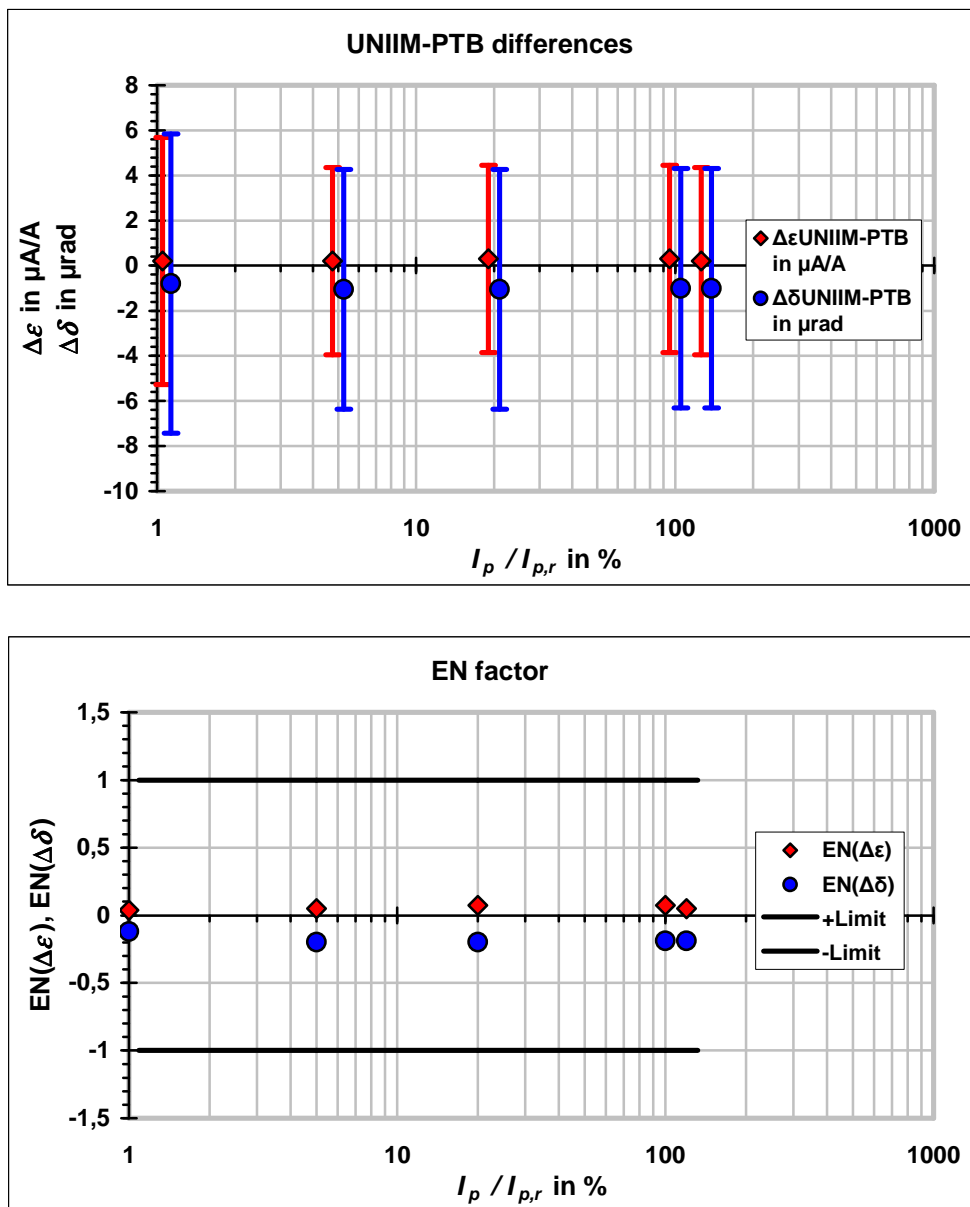 UNIIM-PTB differences
8
6
4
2
0
-2
-4
-6
-8
-10
Δε in µA/A
Δδ in µrad
1
10
100
1000
I_p / I_p,r in %
ΔεUNIIM-PTB
in µA/A
ΔδUNIIM-PTB
in µrad
EN factor
1,5
1
0,5
0
-0,5
-1
-1,5
EN(Δε), EN(Δδ)
1
10
100
1000
I_p / I_p,r in %
EN(Δε)
EN(Δδ)
+Limit
-Limit